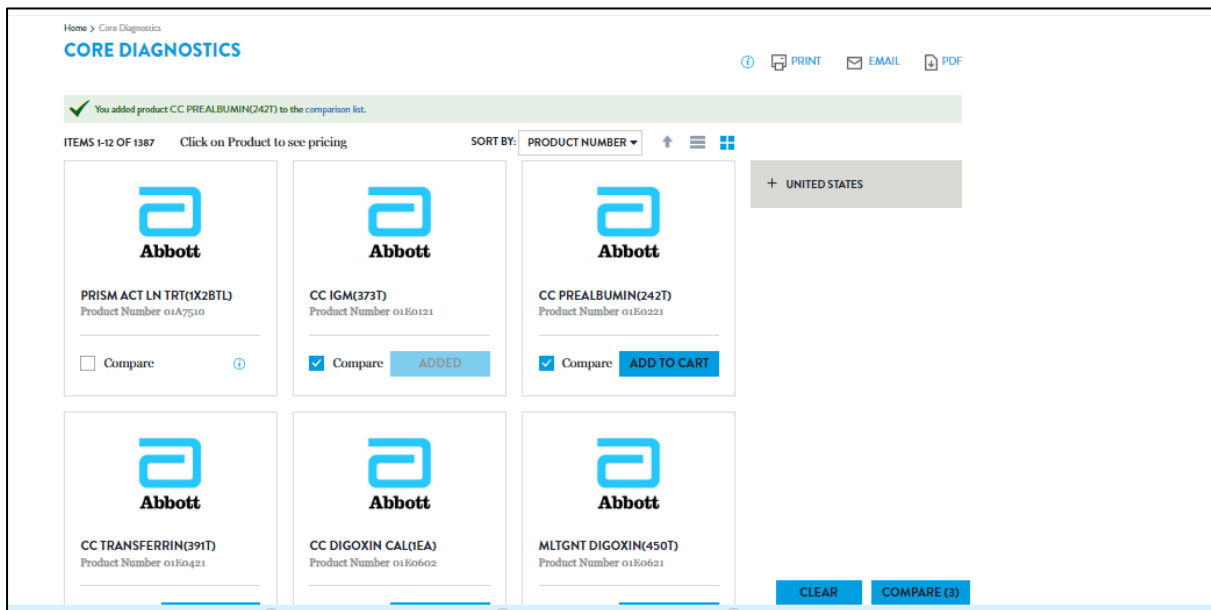 Home > Core Diagnostics
CORE DIAGNOSTICS
i PRINT EMAIL PDF
You added product CC PREALBUMIN(242T) to the comparison list.
ITEMS 1-12 OF 1387 Click on Product to see pricing SORT BY: PRODUCT NUMBER
+ UNITED STATES
Abbott Abbott Abbott
PRISM ACT LN TRT(1X2BTL) CC IGM(373T) CC PREALBUMIN(242T)
Product Number 01A7510 Product Number 01E0121 Product Number 01E0221
Compare i Compare ADDED Compare ADD TO CART
Abbott Abbott Abbott
CC TRANSFERRIN(391T) CC DIGOXIN CAL(1EA) MLTGNT DIGOXIN(450T)
Product Number 01E0421 Product Number 01E0602 Product Number 01E0621
CLEAR COMPARE (3)